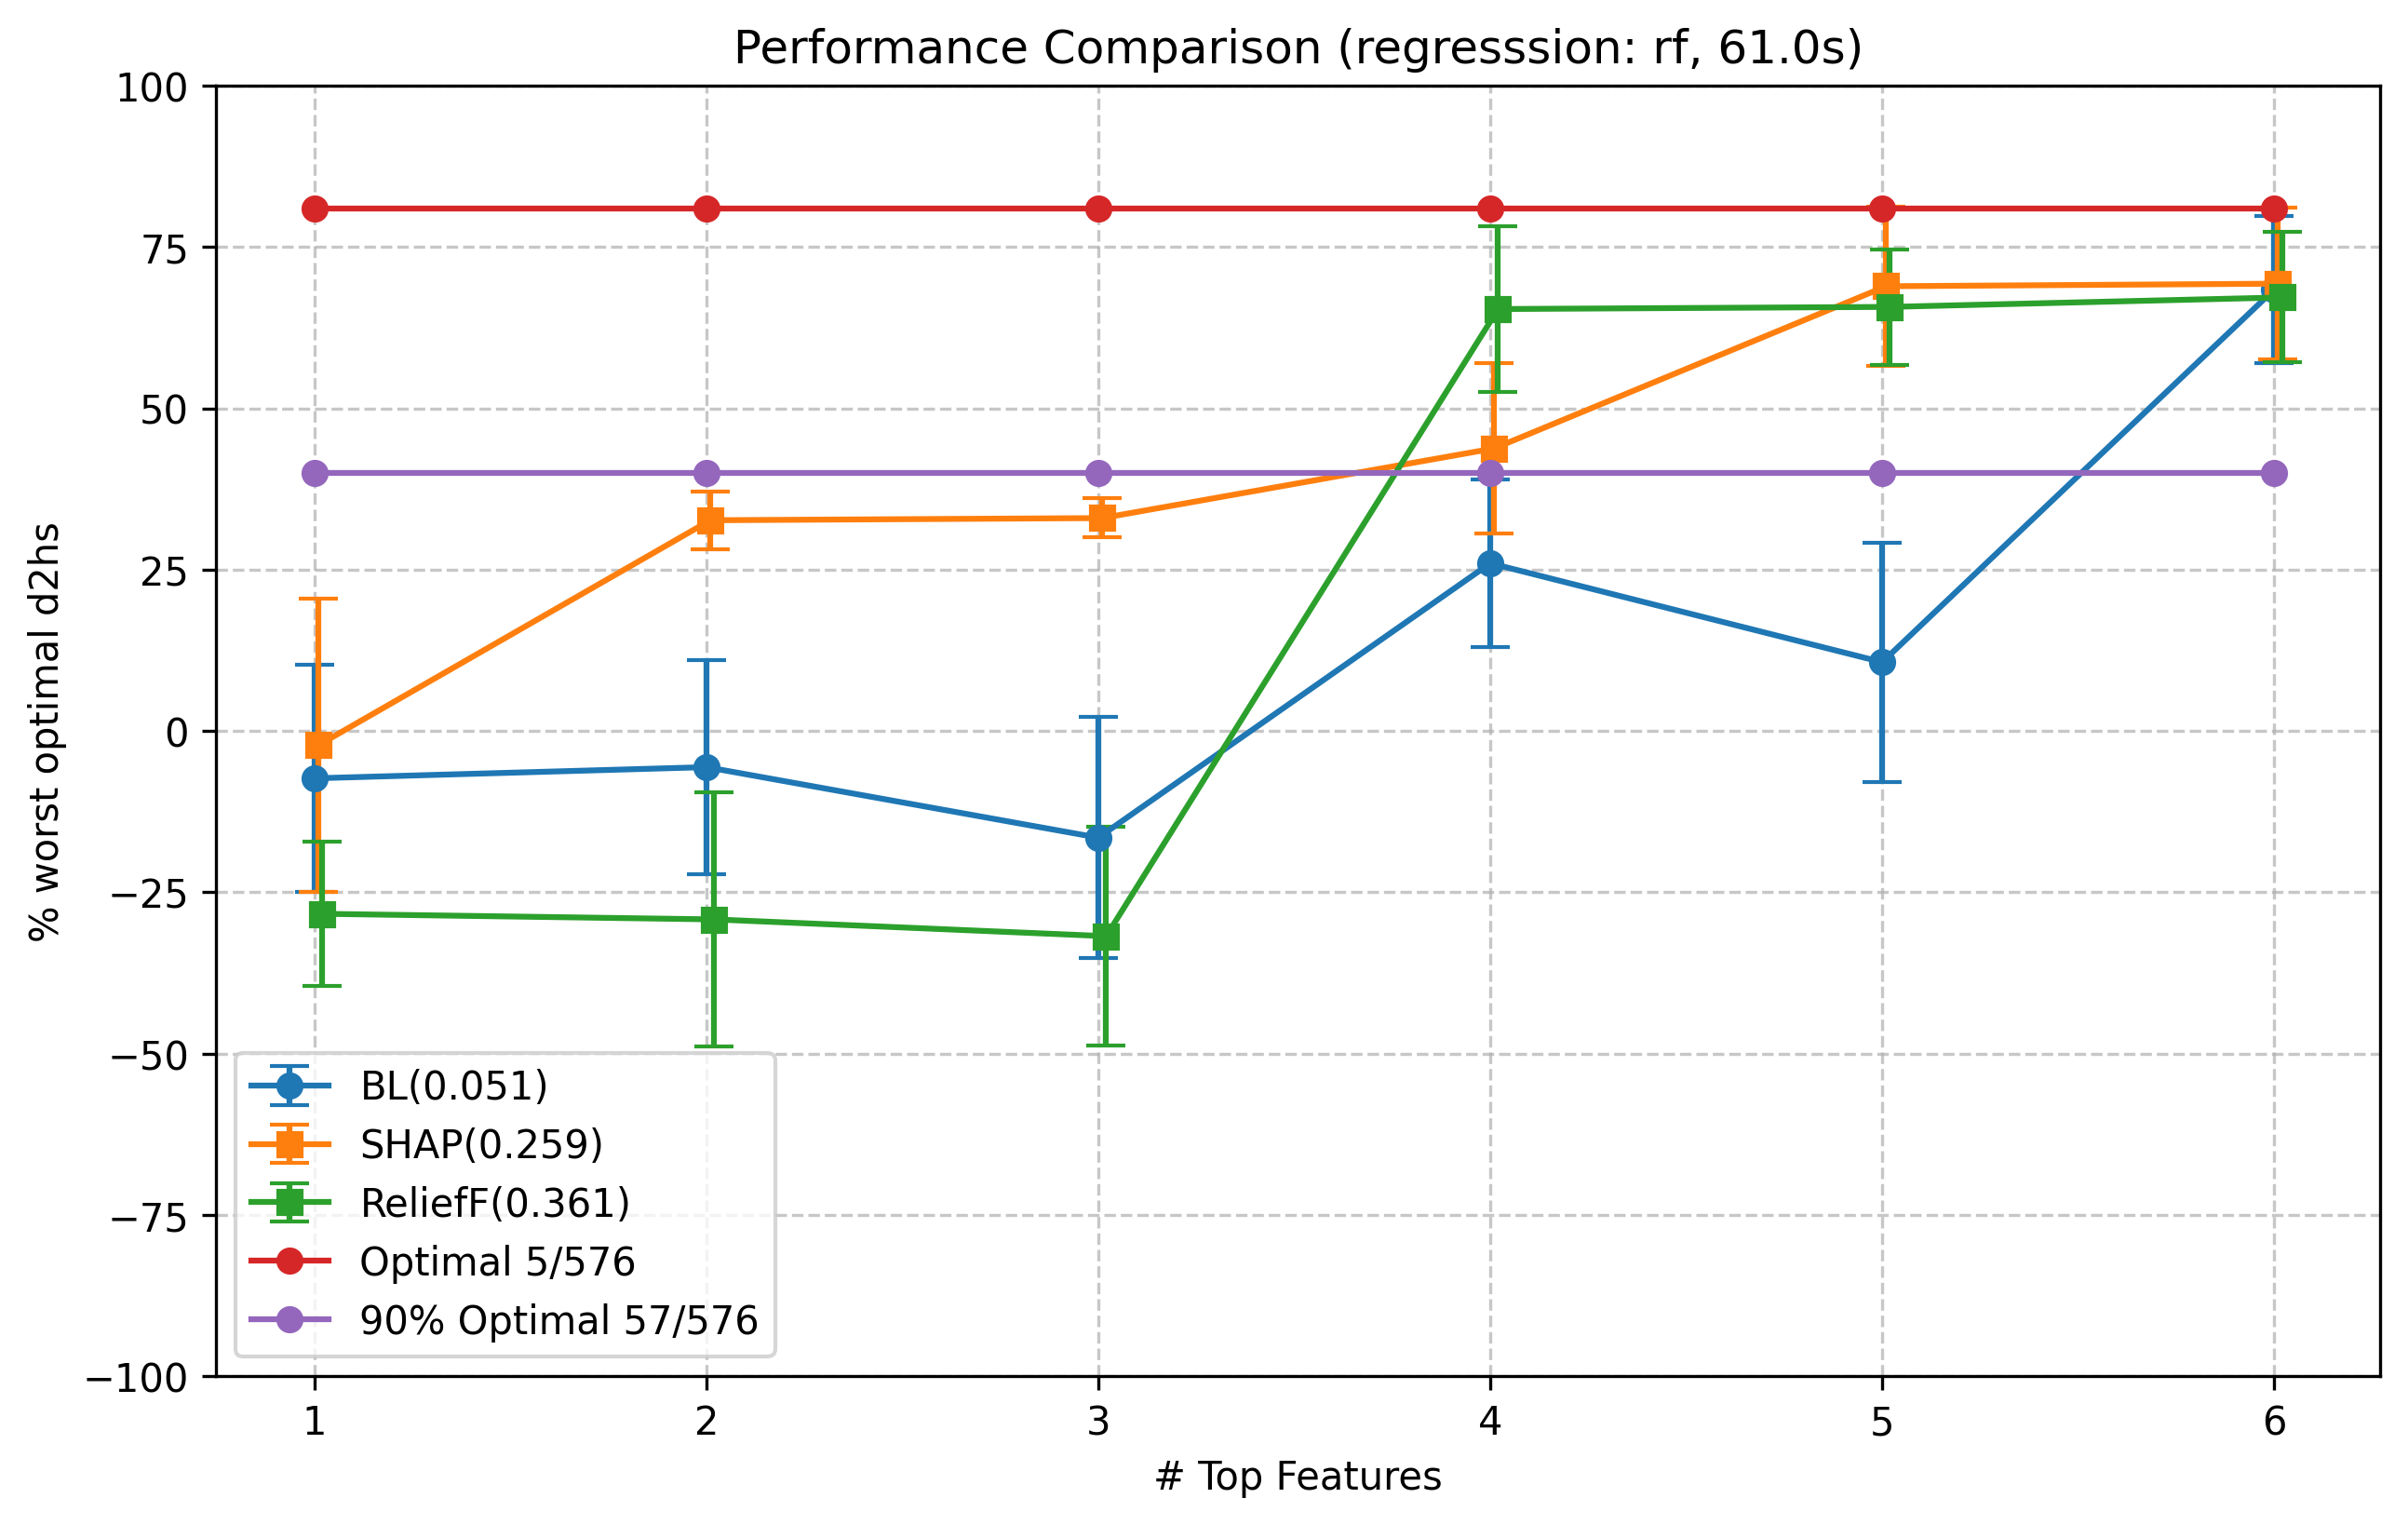 Performance Comparison (regresssion: rf, 61.0s)
100
75
50
25
0
−25
−50
−75
−100
% worst optimal d2hs
BL(0.051)
SHAP(0.259)
ReliefF(0.361)
Optimal 5/576
90% Optimal 57/576
1 2 3 4 5 6
# Top Features